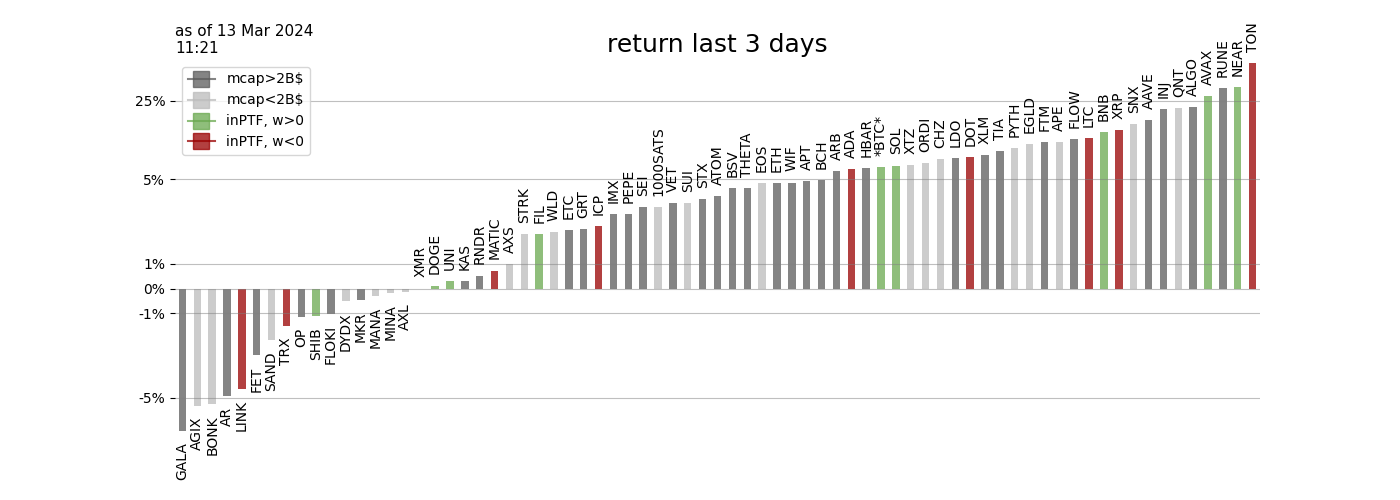 as of 13 Mar 2024
11:21
return last 3 days
mcap>2B$
mcap<2B$
inPTF, w>0
inPTF, w<0
25%
5%
1%
0%
-1%
-5%
GALA
AGIX
BONK
AR
LINK
FET
SAND
TRX
OP
SHIB
FLOKI
DYDX
MKR
MANA
MINA
AXL
XMR
DOGE
UNI
KAS
RNDR
MATIC
AXS
STRK
FIL
WLD
ETC
GRT
ICP
IMX
PEPE
SEI
1000SATS
VET
SUI
STX
ATOM
BSV
THETA
EOS
ETH
WIF
APT
BCH
ARB
ADA
HBAR
*BTC*
SOL
XTZ
ORDI
CHZ
LDO
DOT
XLM
TIA
PYTH
EGLD
FTM
APE
FLOW
LTC
BNB
XRP
SNX
AAVE
INJ
QNT
ALGO
AVAX
RUNE
NEAR
TON